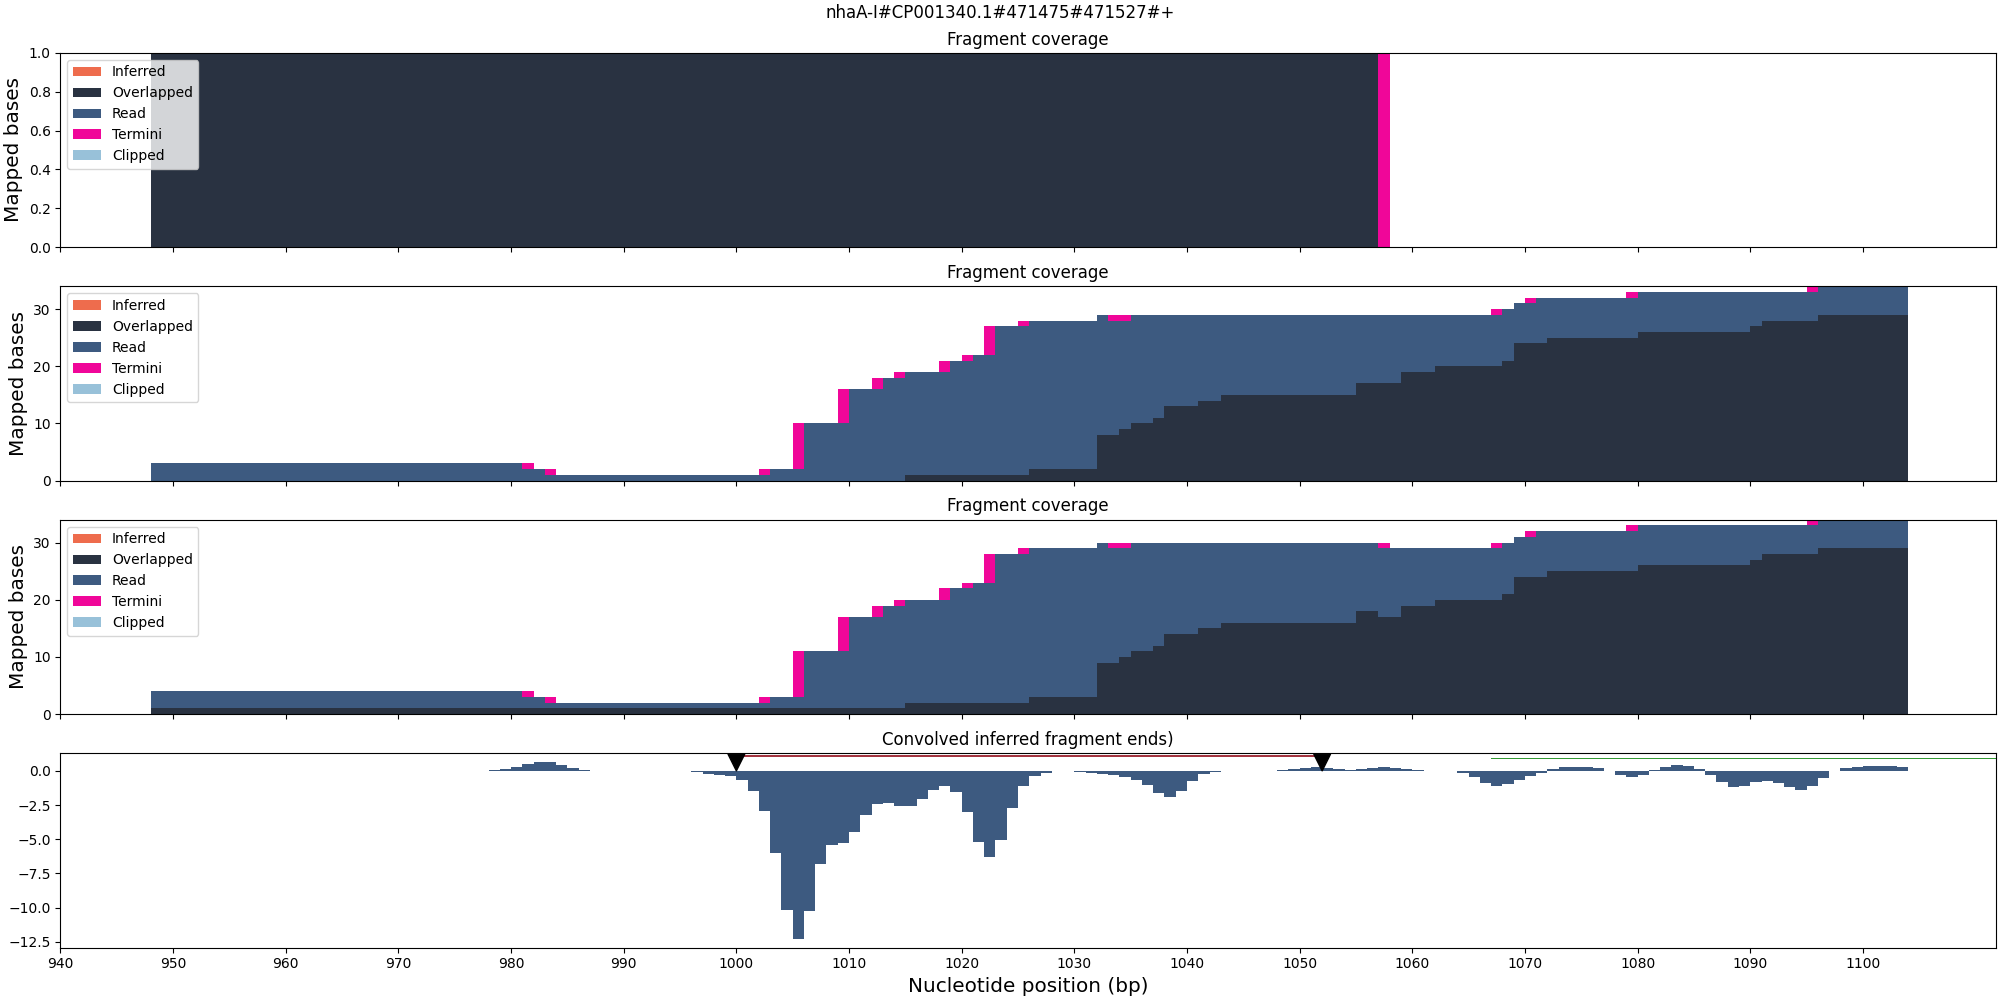 nhaA-I#CP001340.1#471475#471527#+
Fragment coverage
Mapped bases
1.0
0.8
0.6
0.4
0.2
0.0
Inferred
Overlapped
Read
Termini
Clipped
Fragment coverage
Mapped bases
30
20
10
0
Inferred
Overlapped
Read
Termini
Clipped
Fragment coverage
Mapped bases
30
20
10
0
Inferred
Overlapped
Read
Termini
Clipped
Convolved inferred fragment ends)
0.0
−2.5
−5.0
−7.5
−10.0
−12.5
940 950 960 970 980 990 1000 1010 1020 1030 1040 1050 1060 1070 1080 1090 1100
Nucleotide position (bp)